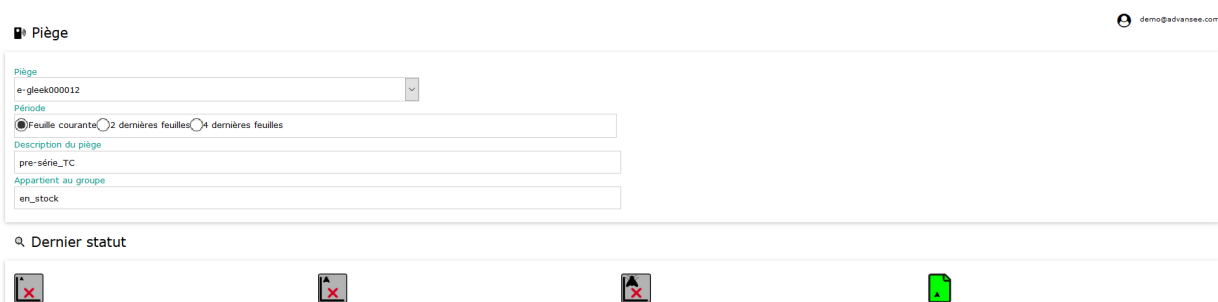 demo@advansee.com
Piège
Piège
e-gleek000012
Période
Feuille courante 2 dernières feuilles 4 dernières feuilles
Description du piège
pre-série_TC
Appartient au groupe
en_stock
Dernier statut